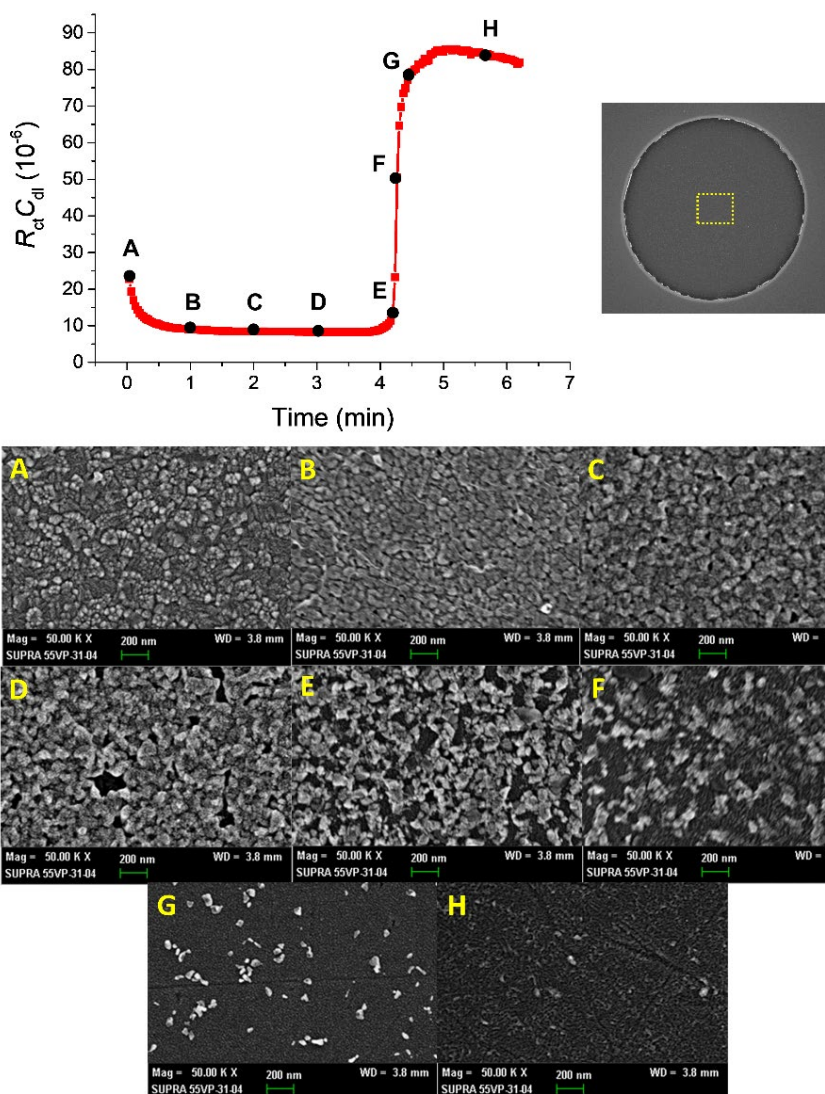 90
80
70
60
50
40
30
20
10
0
R_ct C_dl (10^-6)
A
B
C
D
E
F
G
H
0 1 2 3 4 5 6 7
Time (min)
A
B
C
Mag = 50.00 K X 200 nm WD = 3.8 mm
SUPRA 55VP-31-04
Mag = 50.00 K X 200 nm WD = 3.8 mm
SUPRA 55VP-31-04
Mag = 50.00 K X 200 nm WD =
SUPRA 55VP-31-04
D
E
F
Mag = 50.00 K X 200 nm WD = 3.8 mm
SUPRA 55VP-31-04
Mag = 50.00 K X 200 nm WD = 3.8 mm
SUPRA 55VP-31-04
Mag = 50.00 K X 200 nm WD =
SUPRA 55VP-31-04
G
H
Mag = 50.00 K X 200 nm WD = 3.8 mm
SUPRA 55VP-31-04
Mag = 50.00 K X 200 nm WD = 3.8 mm
SUPRA 55VP-31-04